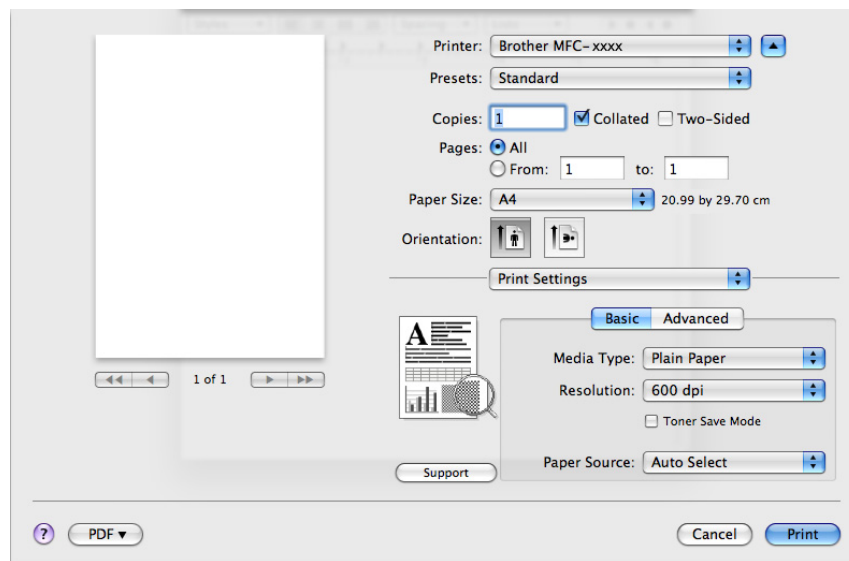 Printer: Brother MFC-xxxx
Presets: Standard
Copies: 1 Collated Two-Sided
Pages: All
From: 1 to: 1
Paper Size: A4 20.99 by 29.70 cm
Orientation:
Print Settings
Basic Advanced
Media Type: Plain Paper
1 of 1
Resolution: 600 dpi
Toner Save Mode
Paper Source: Auto Select
Support
? PDF Cancel Print